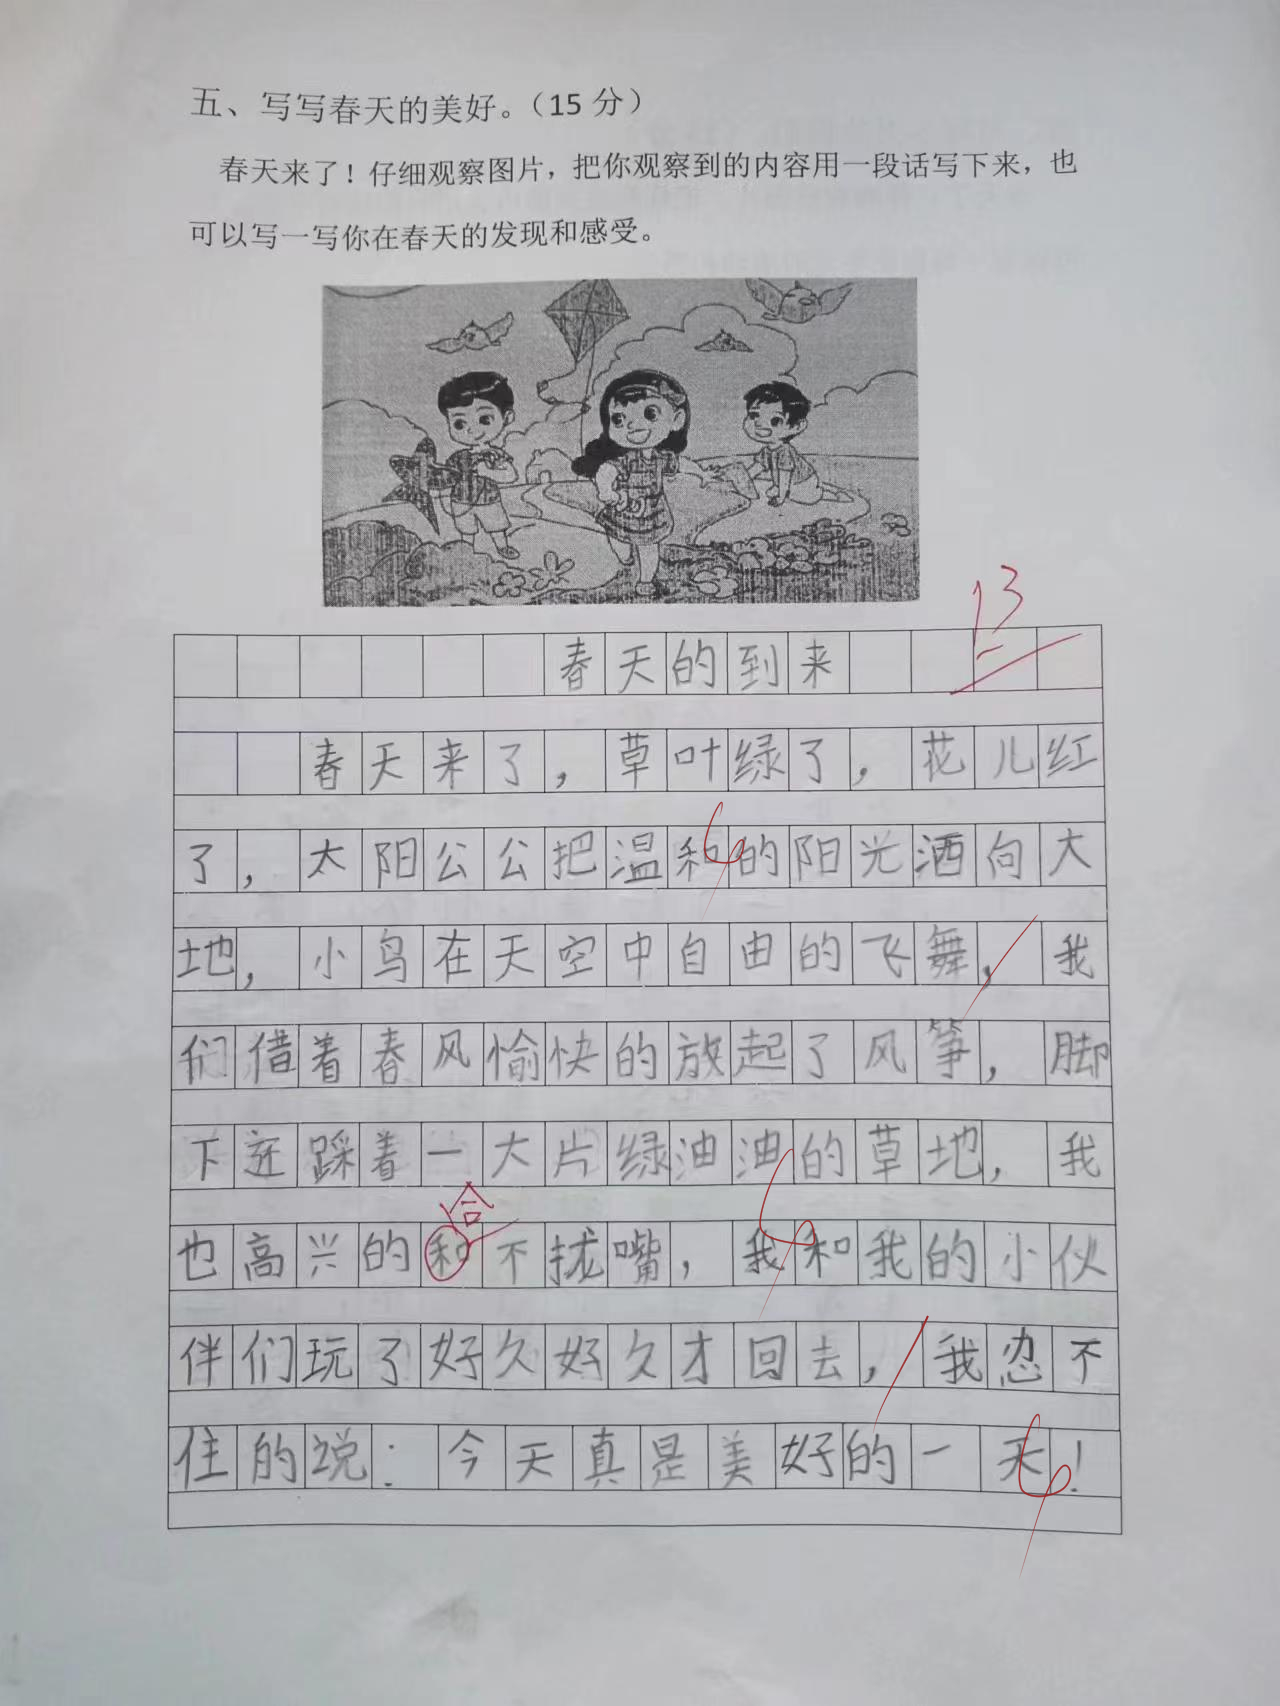 五、写写春天的美好。（15 分）
春天来了！仔细观察图片，把你观察到的内容用一段话写下来，也
可以写一写你在春天的发现和感受。
13
春天的到来
春天来了，草叶绿了，花儿红
了，太阳公公把温和的阳光洒向大
地，小鸟在天空中自由的飞舞，我
们借着春风愉快的放起了风筝，脚
下还踩着一大片绿油油的草地，我
合
也高兴的和不拢嘴，我和我的小伙
伴们玩了好久好久才回去，我忍不
住的说：今天真是美好的一天！